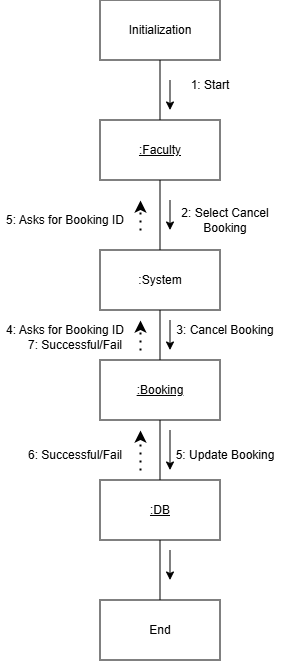 Initialization
1: Start
:Faculty
5: Asks for Booking ID
2: Select Cancel
Booking
:System
4: Asks for Booking ID
7: Successful/Fail
3: Cancel Booking
:Booking
6: Successful/Fail
5: Update Booking
:DB
End